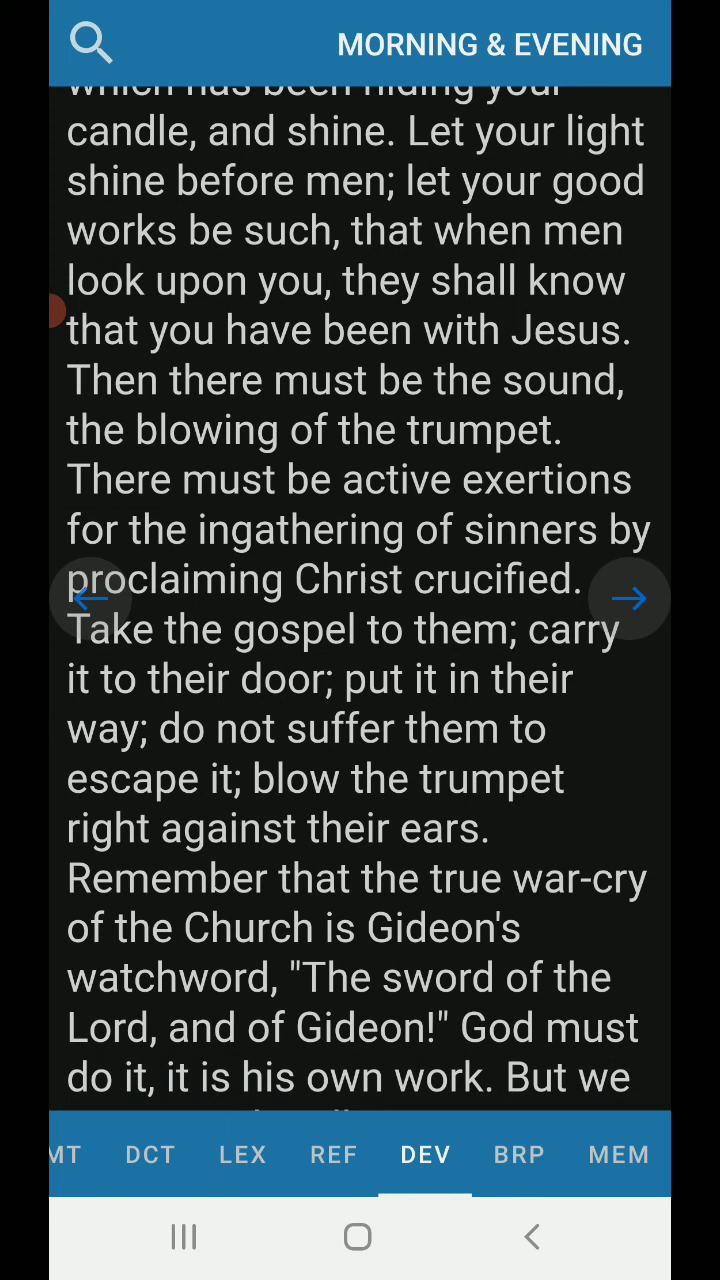 MORNING & EVENING
which has been hiding your
candle, and shine. Let your light
shine before men; let your good
works be such, that when men
look upon you, they shall know
that you have been with Jesus.
Then there must be the sound,
the blowing of the trumpet.
There must be active exertions
for the ingathering of sinners by
proclaiming Christ crucified.
Take the gospel to them; carry
it to their door; put it in their
way; do not suffer them to
escape it; blow the trumpet
right against their ears.
Remember that the true war-cry
of the Church is Gideon's
watchword, "The sword of the
Lord, and of Gideon!" God must
do it, it is his own work. But we
MT DCT LEX REF DEV BRP MEM